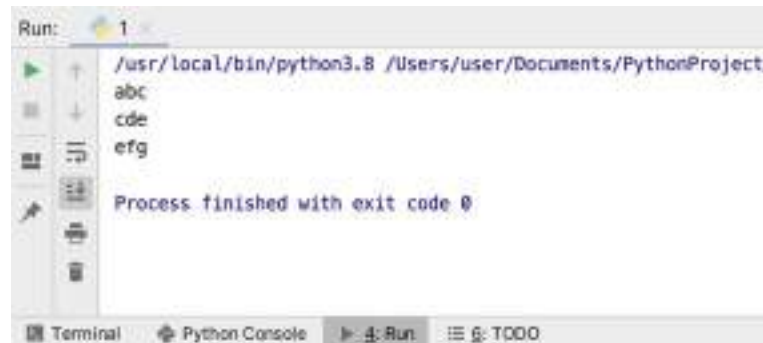 Run: 1
/usr/local/bin/python3.8 /Users/user/Documents/PythonProject
abc
cde
efg
Process finished with exit code 0
Terminal Python Console 4: Run 6: TODO